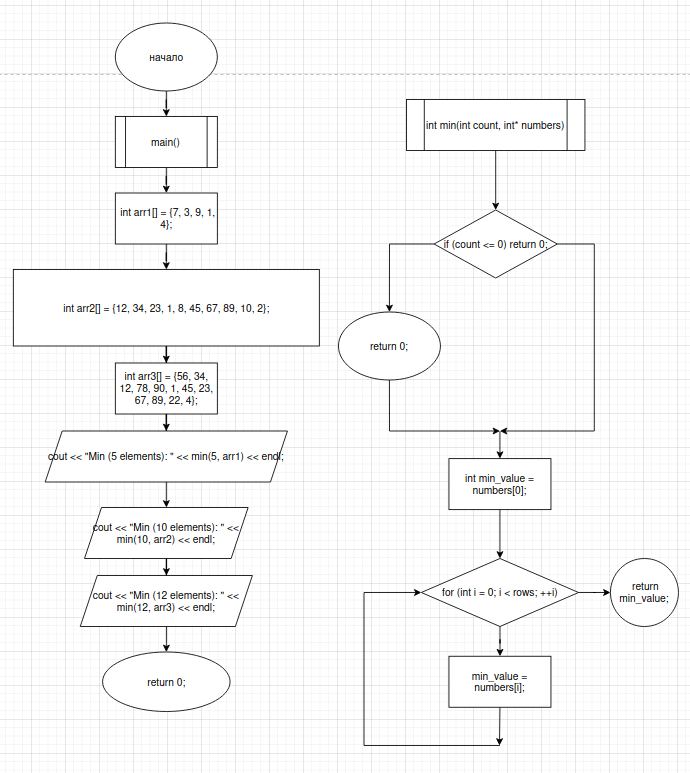 начало
main()
int arr1[] = {7, 3, 9, 1,
4};
int arr2[] = {12, 34, 23, 1, 8, 45, 67, 89, 10, 2};
int arr3[] = {56, 34,
12, 78, 90, 1, 45, 23,
67, 89, 22, 4};
cout << "Min (5 elements): " << min(5, arr1) << endl;
cout << "Min (10 elements): " <<
min(10, arr2) << endl;
cout << "Min (12 elements): " <<
min(12, arr3) << endl;
return 0;
int min(int count, int* numbers)
if (count <= 0) return 0;
return 0;
int min_value =
numbers[0];
for (int i = 0; i < rows; ++i)
return
min_value;
min_value =
numbers[i];